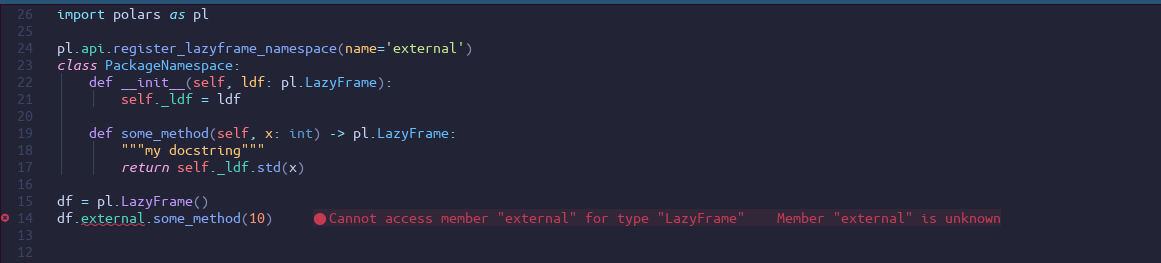 26 import polars as pl
25
24 pl.api.register_lazyframe_namespace(name='external')
23 class PackageNamespace:
22     def __init__(self, ldf: pl.LazyFrame):
21         self._ldf = ldf
20
19     def some_method(self, x: int) -> pl.LazyFrame:
18         """my docstring"""
17         return self._ldf.std(x)
16
15 df = pl.LazyFrame()
14 df.external.some_method(10)     Cannot access member "external" for type "LazyFrame"    Member "external" is unknown
13
12